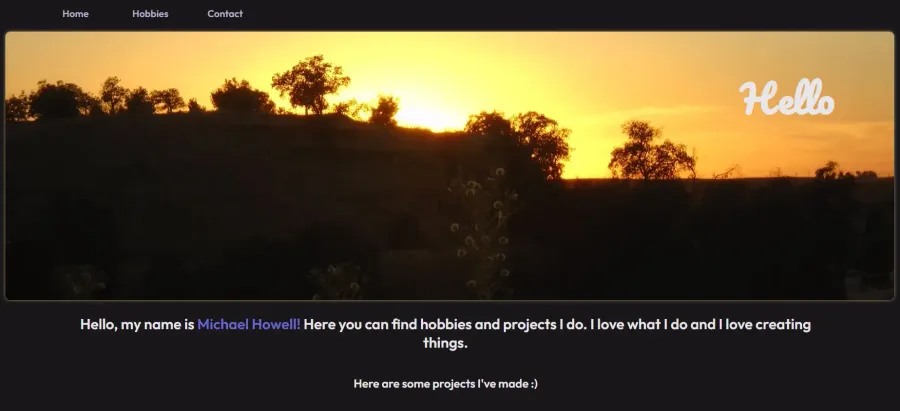 Home Hobbies Contact
Hello
Hello, my name is Michael Howell! Here you can find hobbies and projects I do. I love what I do and I love creating
things.
Here are some projects I've made :)